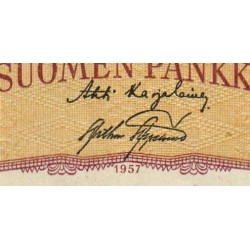 SUOMEN PANKK
Ahti Karjalainen
1957